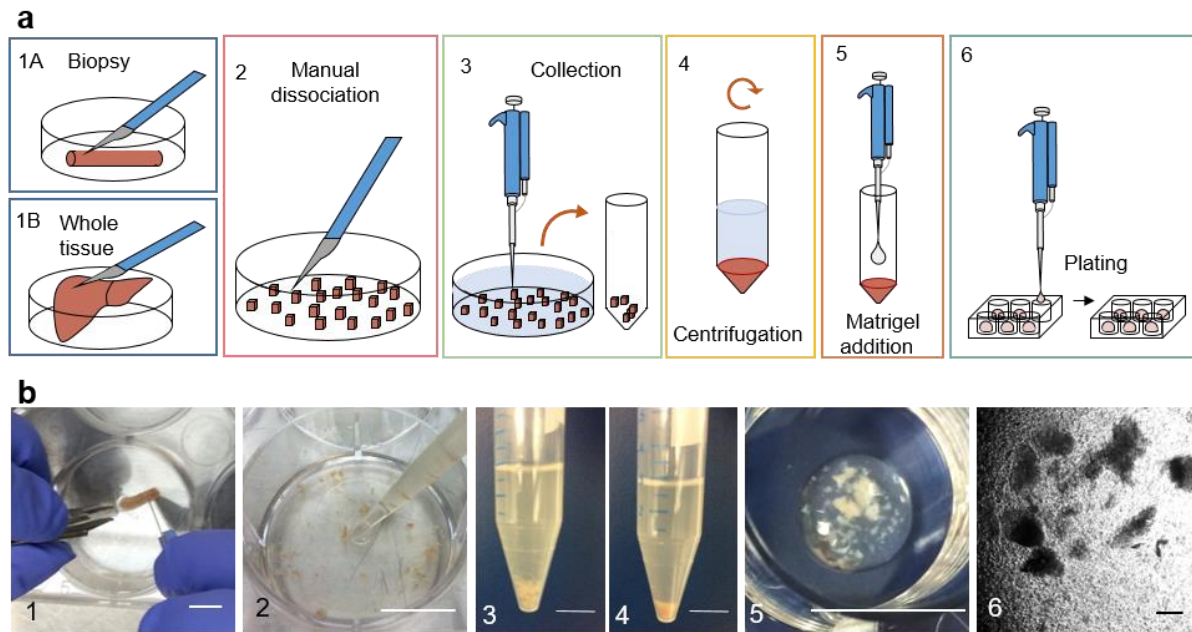 a
1A Biopsy
1B Whole
tissue
2 Manual
dissociation
3 Collection
4
Centrifugation
5
Matrigel
addition
6
Plating
b
1
2
3
4
5
6